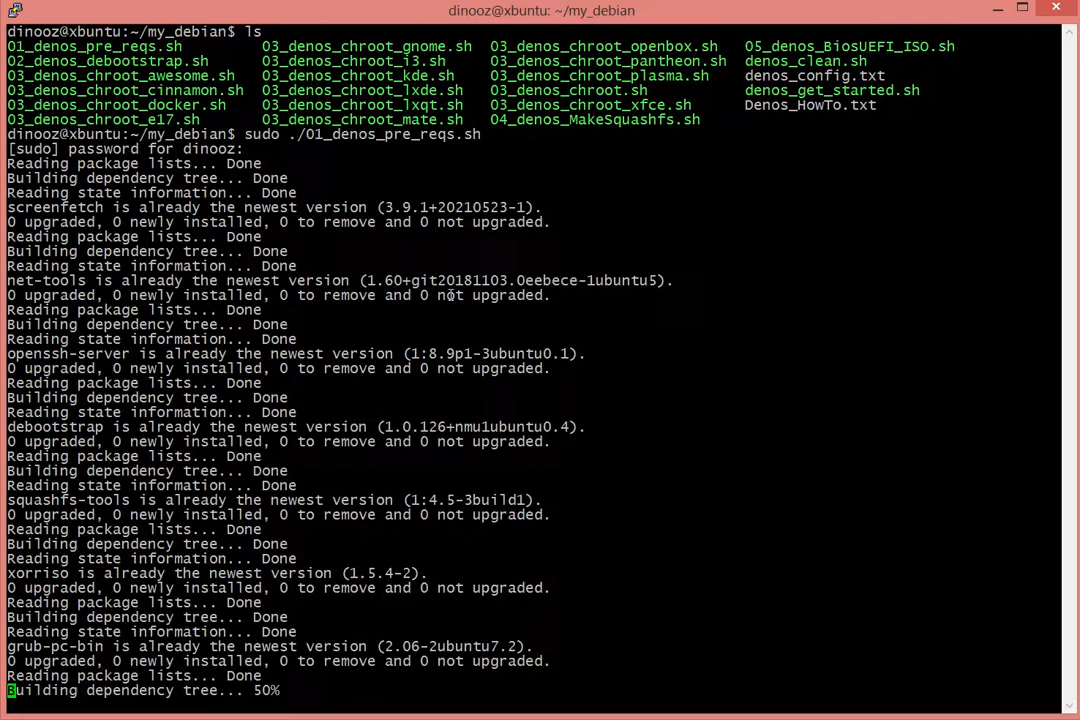 dinooz@xbuntu: ~/my_debian
dinooz@xbuntu:~/my_debian$ ls
01_denos_pre_reqs.sh 03_denos_chroot_gnome.sh 03_denos_chroot_openbox.sh 05_denos_BiosUEFI_ISO.sh
02_denos_debootstrap.sh 03_denos_chroot_i3.sh 03_denos_chroot_pantheon.sh denos_clean.sh
03_denos_chroot_awesome.sh 03_denos_chroot_kde.sh 03_denos_chroot_plasma.sh denos_config.txt
03_denos_chroot_cinnamon.sh 03_denos_chroot_lxde.sh 03_denos_chroot.sh denos_get_started.sh
03_denos_chroot_docker.sh 03_denos_chroot_lxqt.sh 03_denos_chroot_xfce.sh Denos_HowTo.txt
03_denos_chroot_e17.sh 03_denos_chroot_mate.sh 04_denos_MakeSquashfs.sh
dinooz@xbuntu:~/my_debian$ sudo ./01_denos_pre_reqs.sh
[sudo] password for dinooz:
Reading package lists... Done
Building dependency tree... Done
Reading state information... Done
screenfetch is already the newest version (3.9.1+20210523-1).
0 upgraded, 0 newly installed, 0 to remove and 0 not upgraded.
Reading package lists... Done
Building dependency tree... Done
Reading state information... Done
net-tools is already the newest version (1.60+git20181103.0eebece-1ubuntu5).
0 upgraded, 0 newly installed, 0 to remove and 0 not upgraded.
Reading package lists... Done
Building dependency tree... Done
Reading state information... Done
openssh-server is already the newest version (1:8.9p1-3ubuntu0.1).
0 upgraded, 0 newly installed, 0 to remove and 0 not upgraded.
Reading package lists... Done
Building dependency tree... Done
Reading state information... Done
debootstrap is already the newest version (1.0.126+nmu1ubuntu0.4).
0 upgraded, 0 newly installed, 0 to remove and 0 not upgraded.
Reading package lists... Done
Building dependency tree... Done
Reading state information... Done
squashfs-tools is already the newest version (1:4.5-3build1).
0 upgraded, 0 newly installed, 0 to remove and 0 not upgraded.
Reading package lists... Done
Building dependency tree... Done
Reading state information... Done
xorriso is already the newest version (1.5.4-2).
0 upgraded, 0 newly installed, 0 to remove and 0 not upgraded.
Reading package lists... Done
Building dependency tree... Done
Reading state information... Done
grub-pc-bin is already the newest version (2.06-2ubuntu7.2).
0 upgraded, 0 newly installed, 0 to remove and 0 not upgraded.
Reading package lists... Done
Building dependency tree... 50%